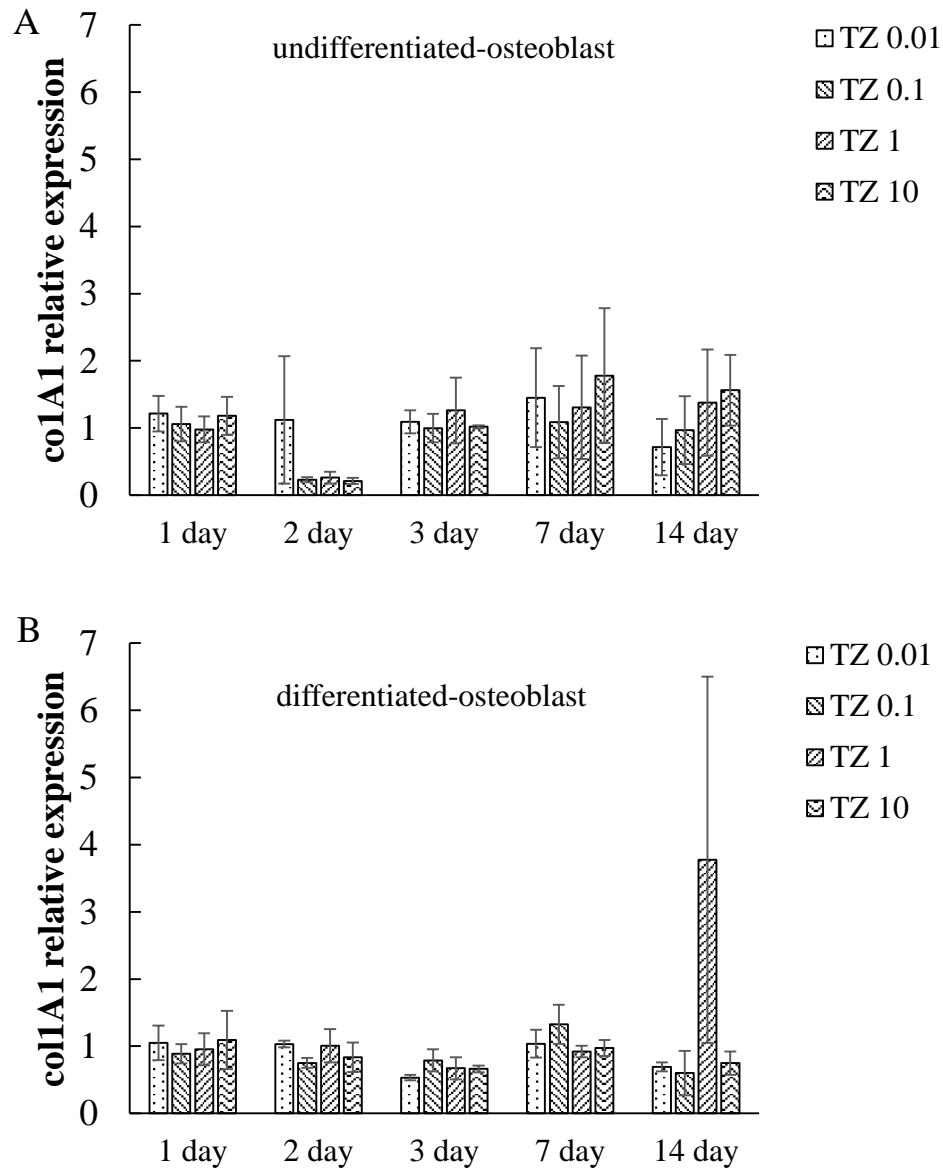 A
7
6
5
4
3
2
1
0
co1A1 relative expression
undifferentiated-osteoblast
TZ 0.01
TZ 0.1
TZ 1
TZ 10
1 day 2 day 3 day 7 day 14 day
B
7
6
5
4
3
2
1
0
col1A1 relative expression
differentiated-osteoblast
TZ 0.01
TZ 0.1
TZ 1
TZ 10
1 day 2 day 3 day 7 day 14 day